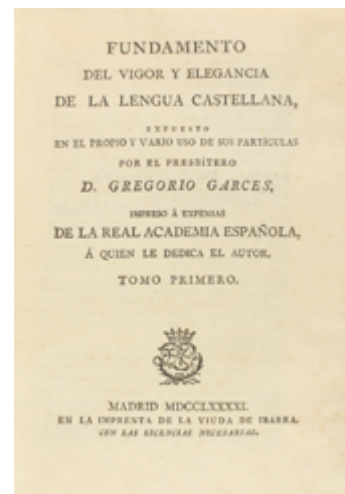 FUNDAMENTO
DEL VIGOR Y ELEGANCIA
DE LA LENGUA CASTELLANA,
EXPUESTO
EN EL PROPIO Y VARIO USO DE SUS PARTÍCULAS
POR EL PRESBÍTERO
D. GREGORIO GARCES,
IMPRESO Á EXPENSAS
DE LA REAL ACADEMIA ESPAÑOLA,
Á QUIEN LE DEDICA EL AUTOR.
TOMO PRIMERO.
MADRID MDCCLXXXXI.
EN LA IMPRENTA DE LA VIUDA DE IBARRA.
CON LAS LICENCIAS NECESARIAS.